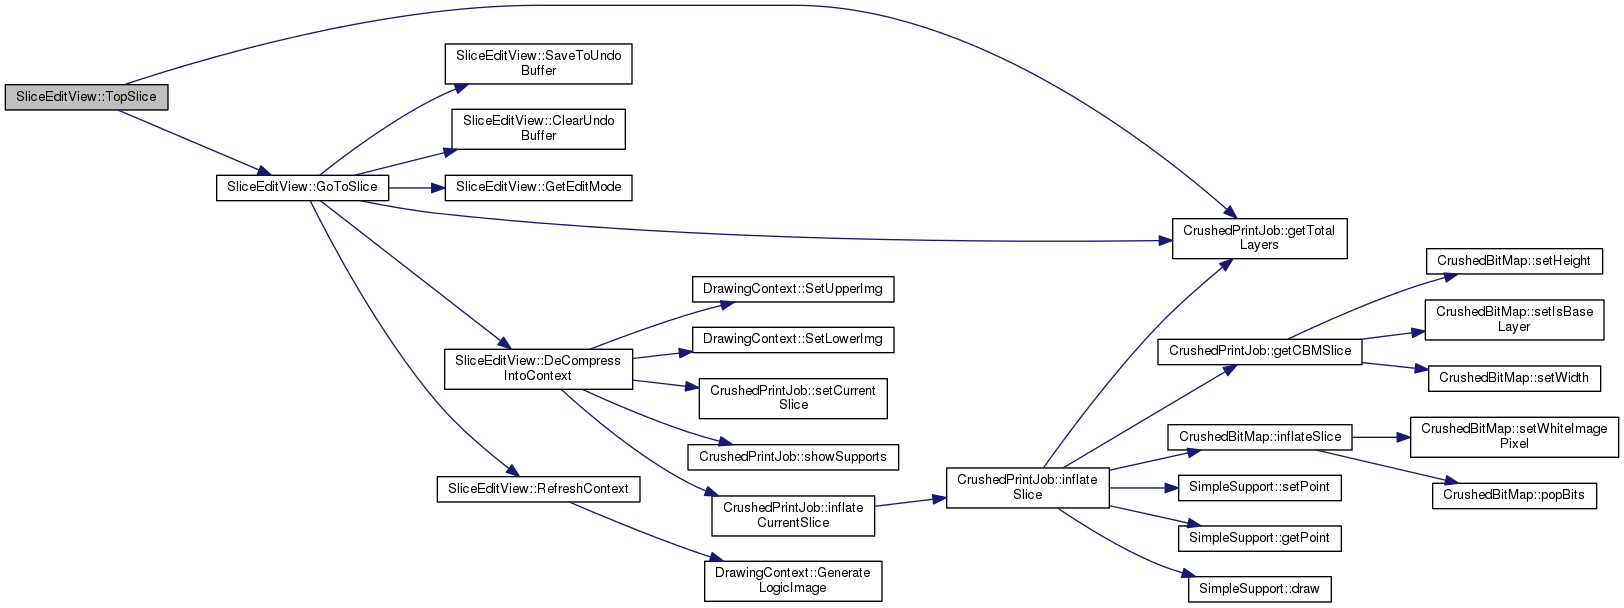 SliceEditView::TopSlice
SliceEditView::GoToSlice
SliceEditView::SaveToUndo
Buffer
SliceEditView::ClearUndo
Buffer
SliceEditView::GetEditMode
SliceEditView::DeCompress
IntoContext
SliceEditView::RefreshContext
DrawingContext::SetUpperImg
DrawingContext::SetLowerImg
CrushedPrintJob::setCurrent
Slice
CrushedPrintJob::showSupports
CrushedPrintJob::inflate
CurrentSlice
DrawingContext::Generate
LogicImage
CrushedPrintJob::inflate
Slice
CrushedPrintJob::getTotal
Layers
CrushedPrintJob::getCBMSlice
CrushedBitMap::inflateSlice
SimpleSupport::setPoint
SimpleSupport::getPoint
SimpleSupport::draw
CrushedBitMap::setHeight
CrushedBitMap::setIsBase
Layer
CrushedBitMap::setWidth
CrushedBitMap::setWhiteImage
Pixel
CrushedBitMap::popBits